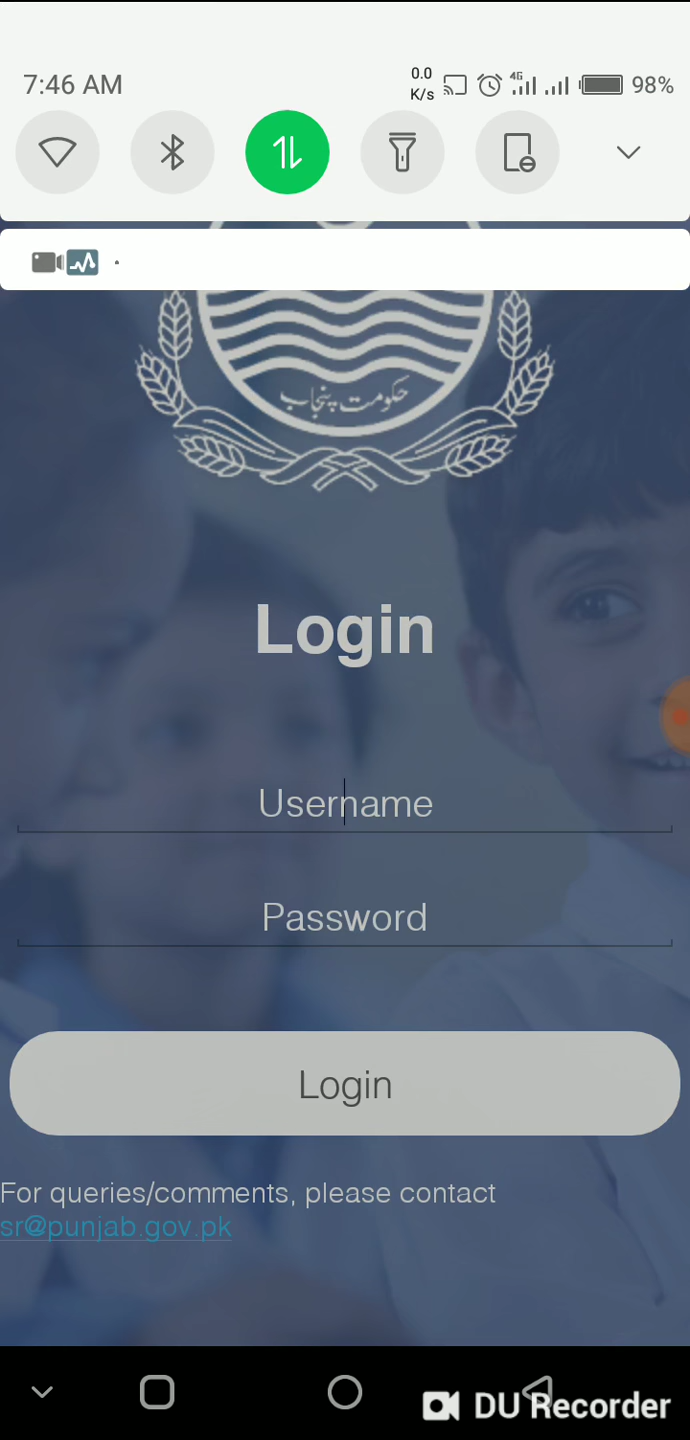 7:46 AM
0.0
K/s
4G
98%
حکومت پنجاب
Login
Username
Password
Login
For queries/comments, please contact
sr@punjab.gov.pk
DU Recorder